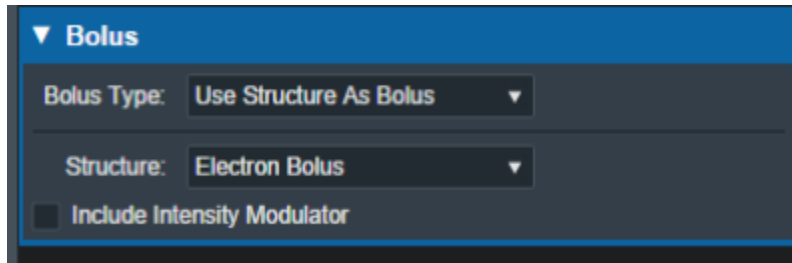 Bolus
Bolus Type: Use Structure As Bolus
Structure: Electron Bolus
Include Intensity Modulator